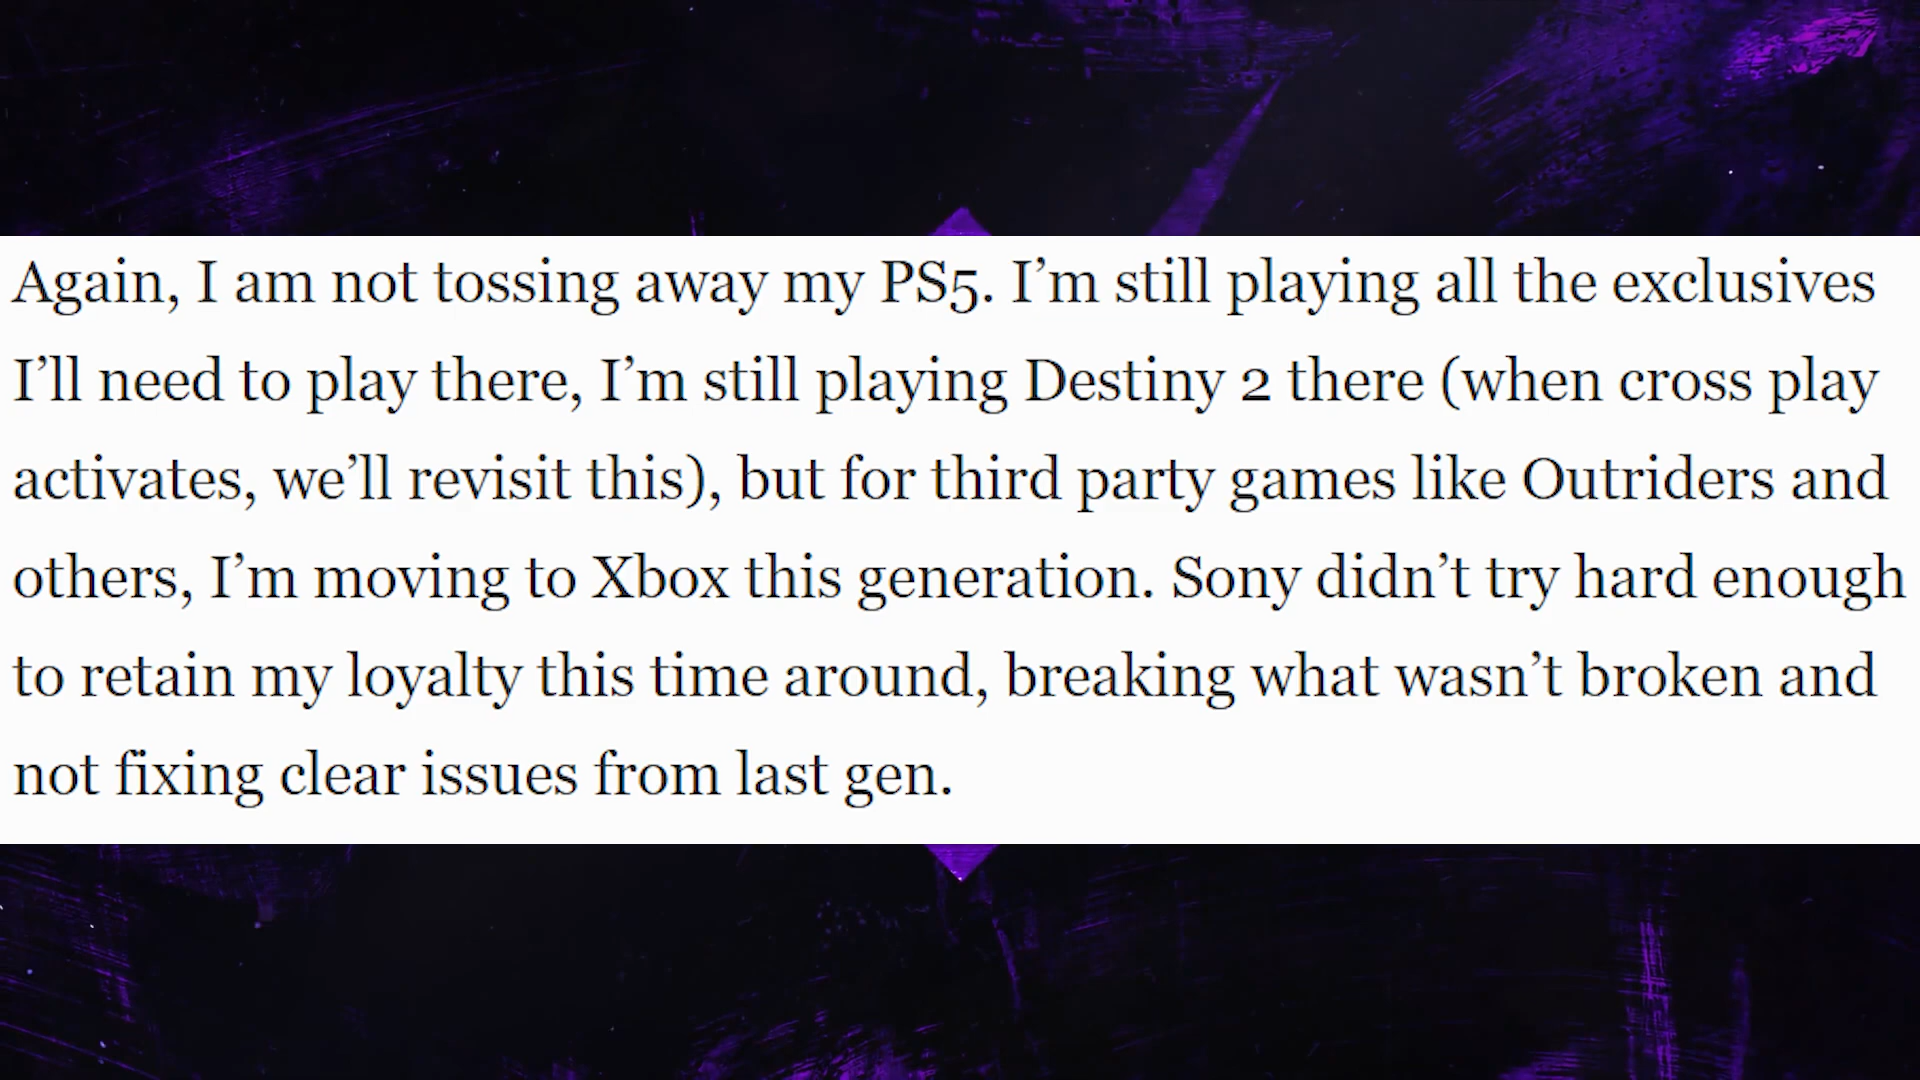 Again, I am not tossing away my PS5. I’m still playing all the exclusives
I’ll need to play there, I’m still playing Destiny 2 there (when cross play
activates, we’ll revisit this), but for third party games like Outriders and
others, I’m moving to Xbox this generation. Sony didn’t try hard enough
to retain my loyalty this time around, breaking what wasn’t broken and
not fixing clear issues from last gen.